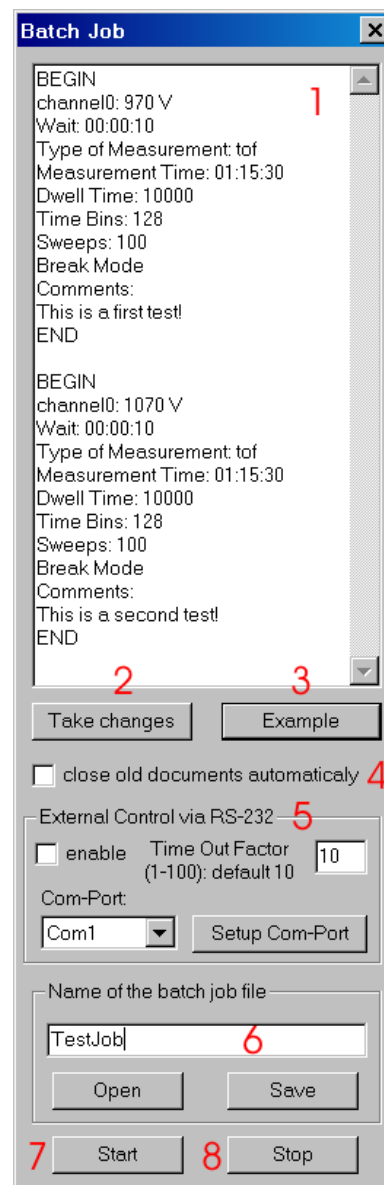 Batch Job
BEGIN
channel0: 970 V
Wait: 00:00:10
Type of Measurement: tof
Measurement Time: 01:15:30
Dwell Time: 10000
Time Bins: 128
Sweeps: 100
Break Mode
Comments:
This is a first test!
END
BEGIN
channel0: 1070 V
Wait: 00:00:10
Type of Measurement: tof
Measurement Time: 01:15:30
Dwell Time: 10000
Time Bins: 128
Sweeps: 100
Break Mode
Comments:
This is a second test!
END
1
2 3
Take changes Example
close old documents automaticaly 4
External Control via RS-232 5
enable Time Out Factor 10
(1-100): default 10
Com-Port:
Com1 Setup Com-Port
Name of the batch job file
TestJob 6
Open Save
7 Start 8 Stop